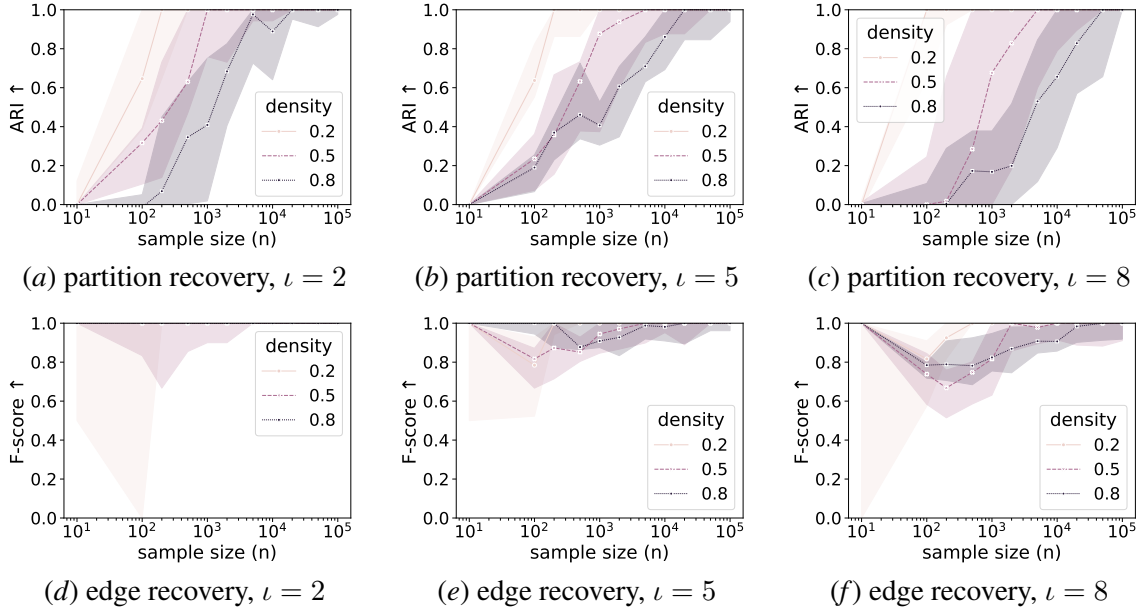 1.0
0.8
0.6
0.4
0.2
0.0
ARI ↑
density
0.2
0.5
0.8
10¹ 10² 10³ 10⁴ 10⁵
sample size (n)
(a) partition recovery, ι = 2
1.0
0.8
0.6
0.4
0.2
0.0
ARI ↑
density
0.2
0.5
0.8
10¹ 10² 10³ 10⁴ 10⁵
sample size (n)
(b) partition recovery, ι = 5
1.0
0.8
0.6
0.4
0.2
0.0
ARI ↑
density
0.2
0.5
0.8
10¹ 10² 10³ 10⁴ 10⁵
sample size (n)
(c) partition recovery, ι = 8
1.0
0.8
0.6
0.4
0.2
0.0
F-score ↑
density
0.2
0.5
0.8
10¹ 10² 10³ 10⁴ 10⁵
sample size (n)
(d) edge recovery, ι = 2
1.0
0.8
0.6
0.4
0.2
0.0
F-score ↑
density
0.2
0.5
0.8
10¹ 10² 10³ 10⁴ 10⁵
sample size (n)
(e) edge recovery, ι = 5
1.0
0.8
0.6
0.4
0.2
0.0
F-score ↑
density
0.2
0.5
0.8
10¹ 10² 10³ 10⁴ 10⁵
sample size (n)
(f) edge recovery, ι = 8